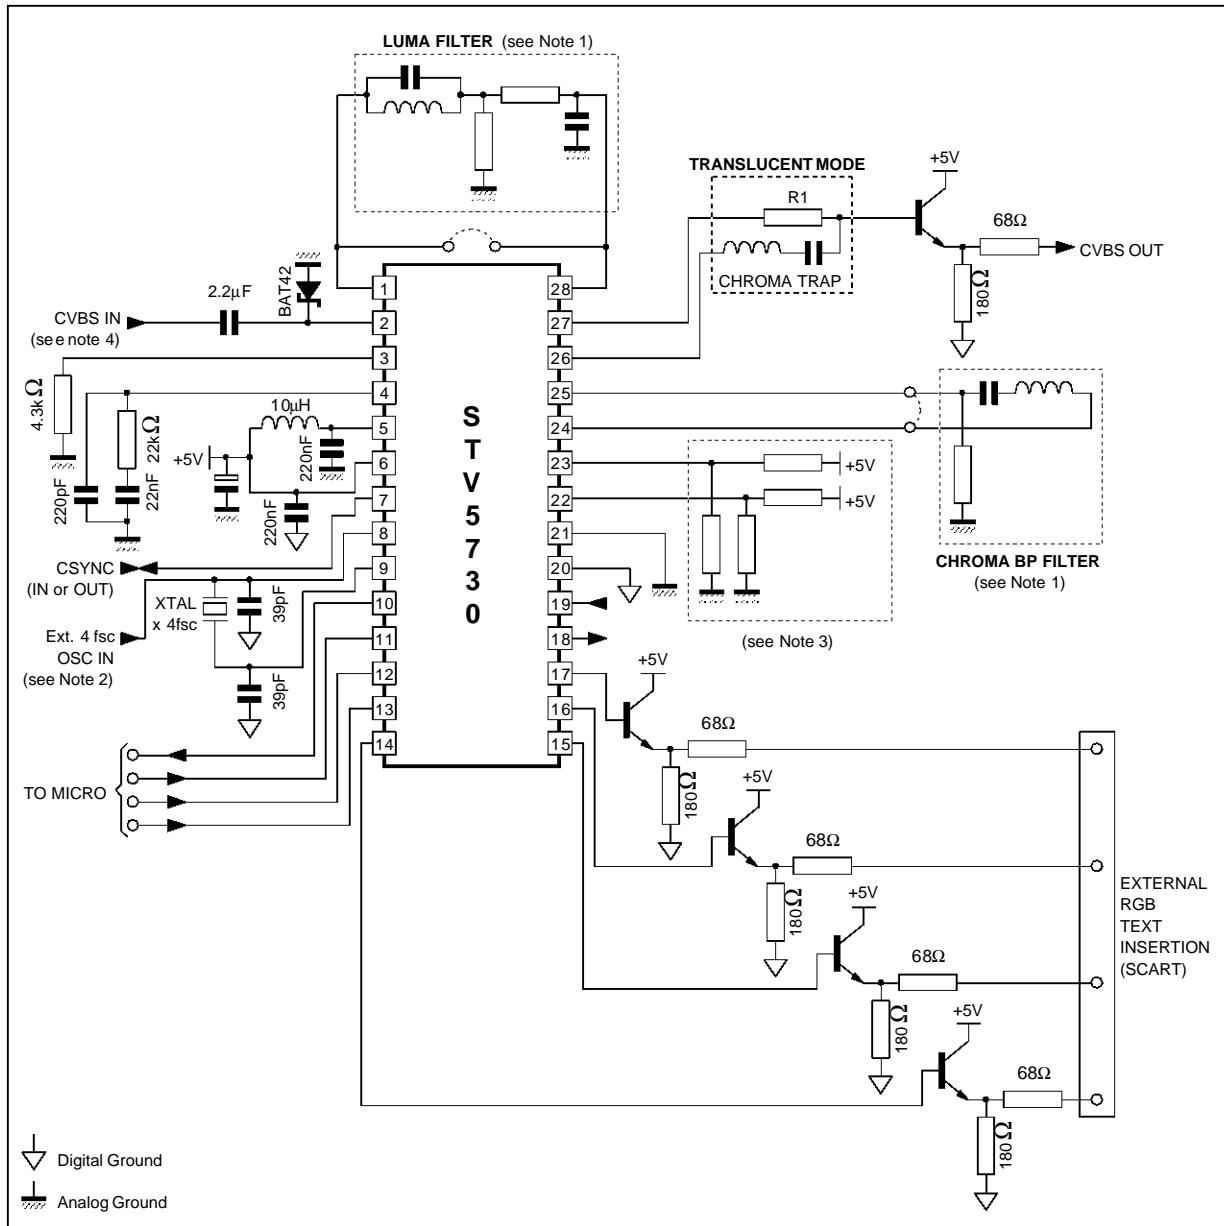 LUMA FILTER (see Note 1)
TRANSLUCENT MODE
R1
CHROMA TRAP
+5V
68Ω
CVBS OUT
180Ω
BAT42
2.2µF
CVBS IN
(see note 4)
4.3kΩ
22kΩ
220pF
22nF
10µH
+5V
220nF
220nF
CSYNC
(IN or OUT)
XTAL
x 4fsc
39pF
Ext. 4 fsc
OSC IN
(see Note 2)
39pF
TO MICRO
1
2
3
4
5
6
7
8
9
10
11
12
13
14
STV5730
28
27
26
25
24
23
22
21
20
19
18
17
16
15
+5V
+5V
(see Note 3)
CHROMA BP FILTER
(see Note 1)
+5V
68Ω
180Ω
+5V
68Ω
180Ω
+5V
68Ω
180Ω
+5V
68Ω
180Ω
EXTERNAL
RGB
TEXT
INSERTION
(SCART)
Digital Ground
Analog Ground